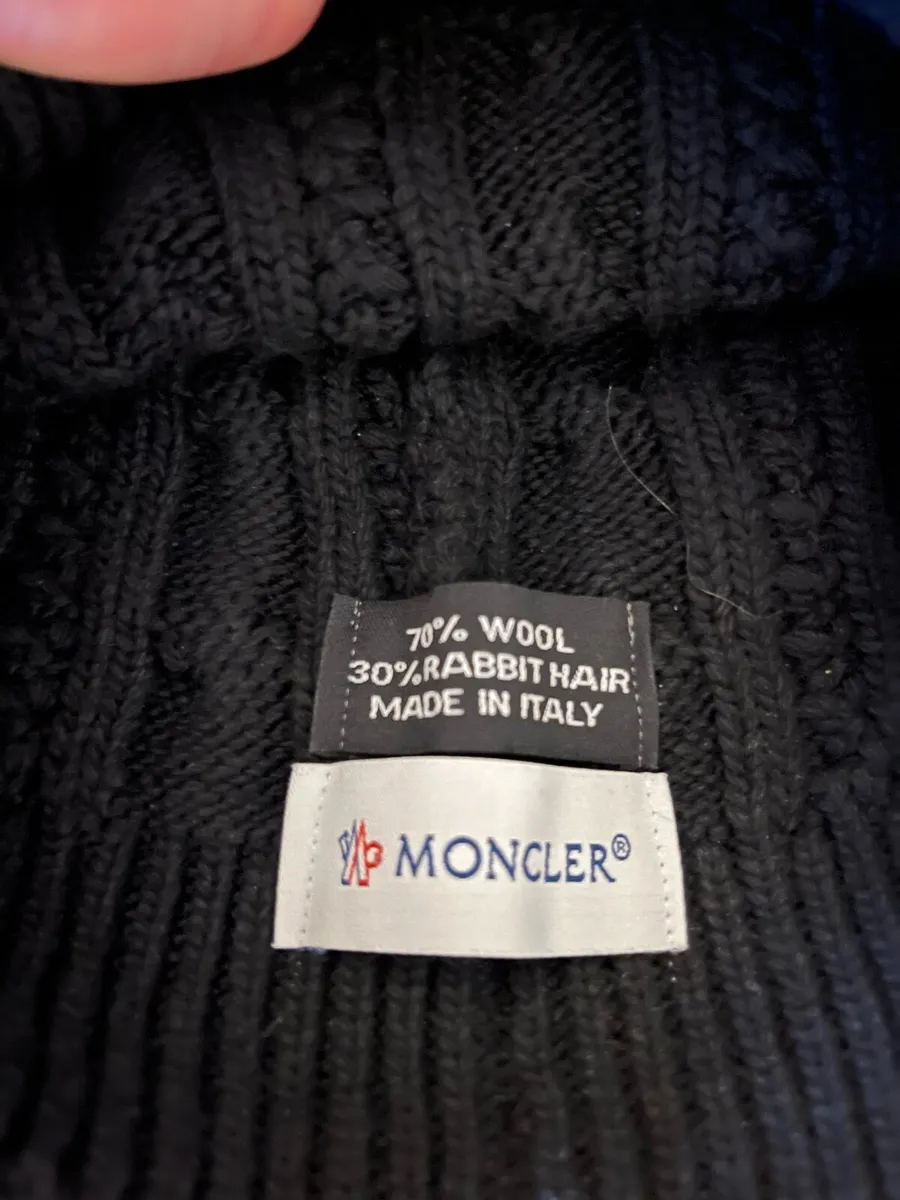 70% WOOL
30% RABBIT HAIR
MADE IN ITALY
MONCLER®